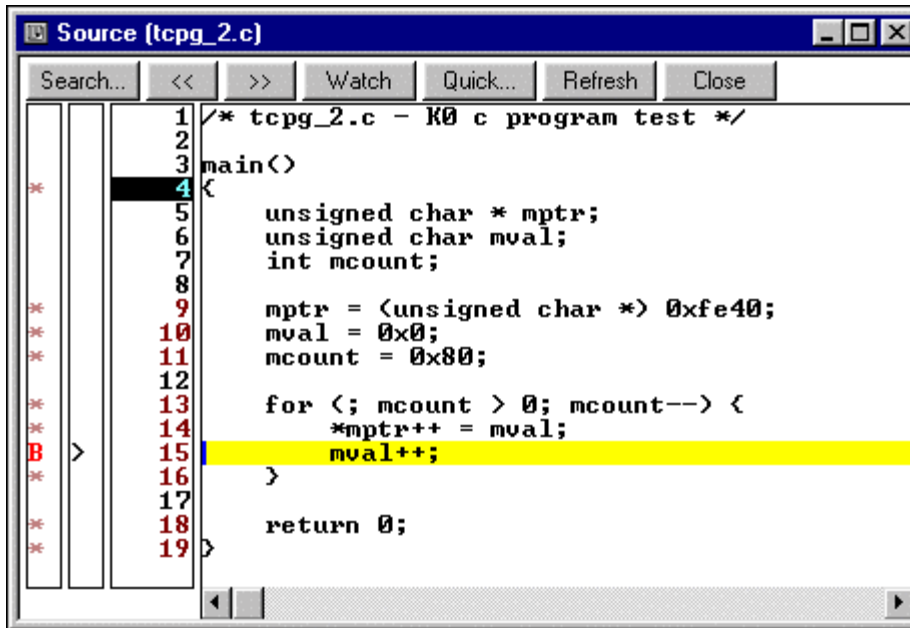 Source (tcpg_2.c)
Search... << >> Watch Quick... Refresh Close
1 /* tcpg_2.c - K0 c program test */
2
3 main()
* 4 {
5     unsigned char * mptr;
6     unsigned char mval;
7     int mcount;
8
* 9     mptr = (unsigned char *) 0xfe40;
* 10     mval = 0x0;
* 11     mcount = 0x80;
12
* 13     for (; mcount > 0; mcount--) {
* 14         *mptr++ = mval;
B > 15         mval++;
* 16     }
17
* 18     return 0;
* 19 }